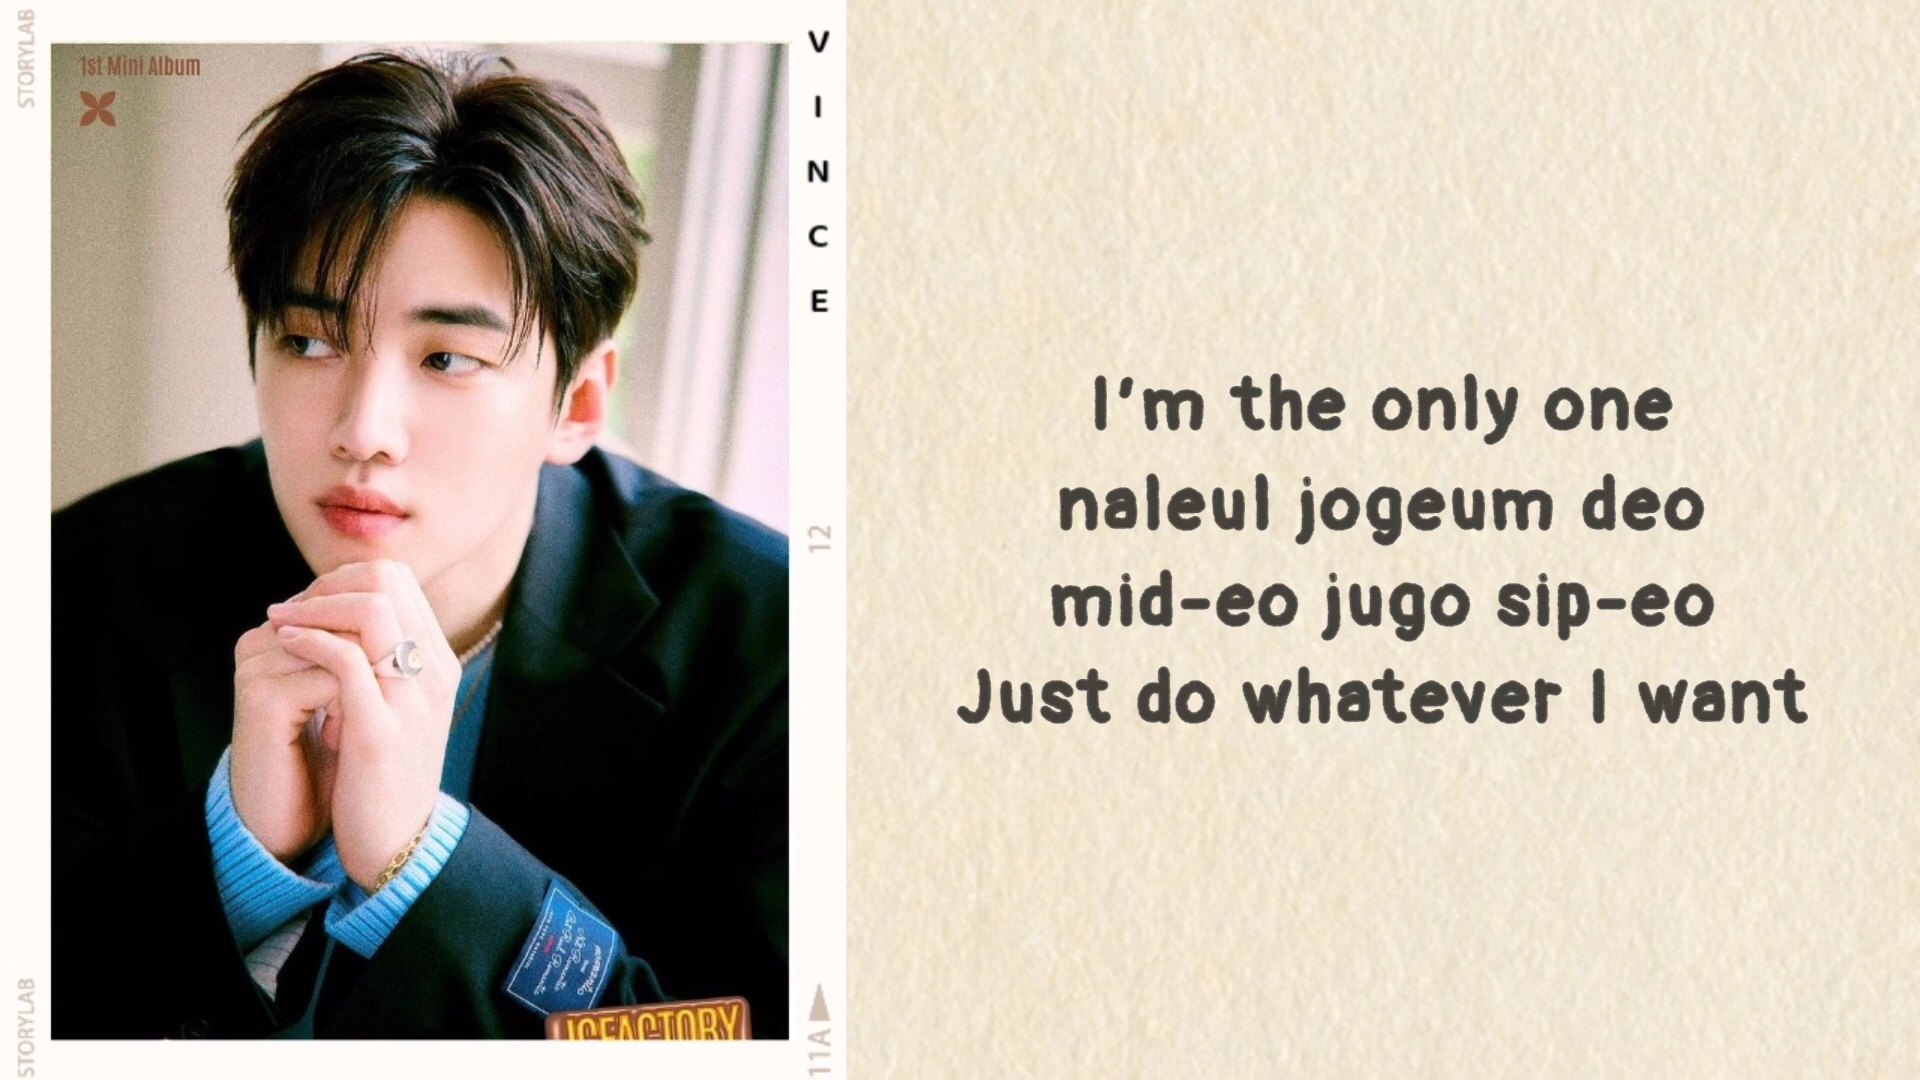 STORYLAB
1st Mini Album
VINCE
12
STORYLAB
11A
I'm the only one
naleul jogeum deo
mid-eo jugo sip-eo
Just do whatever I want